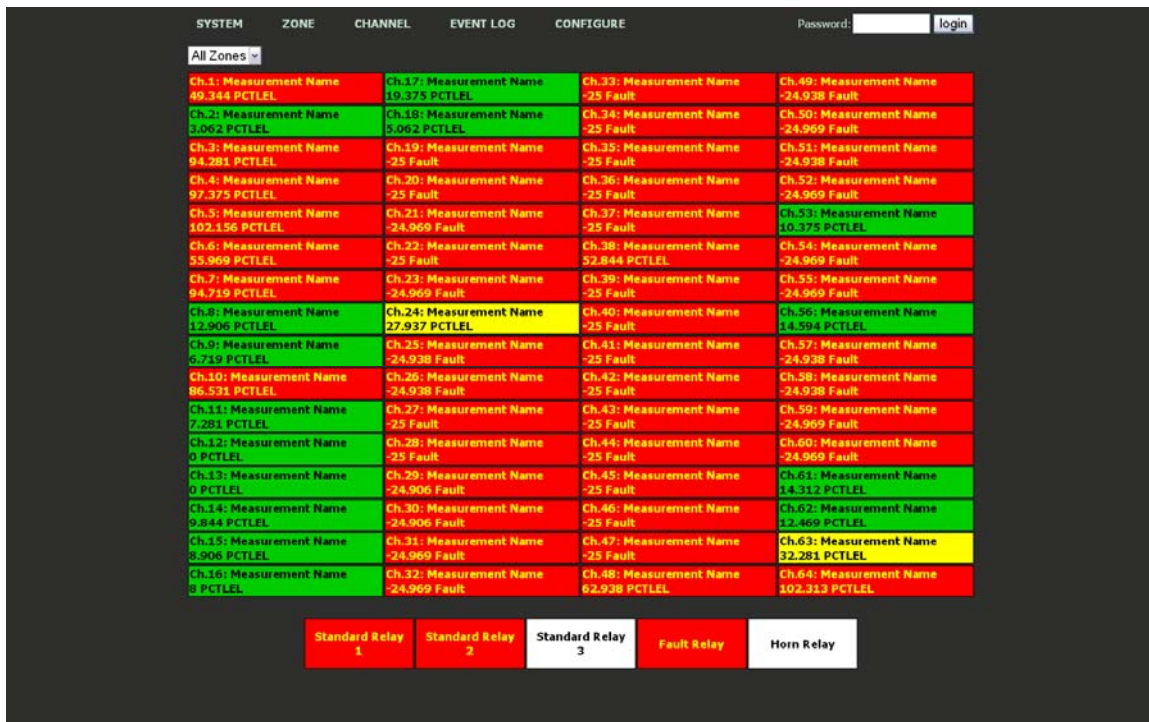 SYSTEM ZONE CHANNEL EVENT LOG CONFIGURE Password: login
All Zones
Ch.1: Measurement Name
49.344 PCTLEL
Ch.2: Measurement Name
3.062 PCTLEL
Ch.3: Measurement Name
94.281 PCTLEL
Ch.4: Measurement Name
97.375 PCTLEL
Ch.5: Measurement Name
102.156 PCTLEL
Ch.6: Measurement Name
55.969 PCTLEL
Ch.7: Measurement Name
94.719 PCTLEL
Ch.8: Measurement Name
12.906 PCTLEL
Ch.9: Measurement Name
6.719 PCTLEL
Ch.10: Measurement Name
86.531 PCTLEL
Ch.11: Measurement Name
7.281 PCTLEL
Ch.12: Measurement Name
0 PCTLEL
Ch.13: Measurement Name
0 PCTLEL
Ch.14: Measurement Name
9.844 PCTLEL
Ch.15: Measurement Name
8.906 PCTLEL
Ch.16: Measurement Name
8 PCTLEL
Ch.17: Measurement Name
19.375 PCTLEL
Ch.18: Measurement Name
5.062 PCTLEL
Ch.19: Measurement Name
-25 Fault
Ch.20: Measurement Name
-25 Fault
Ch.21: Measurement Name
-24.969 Fault
Ch.22: Measurement Name
-25 Fault
Ch.23: Measurement Name
-24.969 Fault
Ch.24: Measurement Name
27.937 PCTLEL
Ch.25: Measurement Name
-24.938 Fault
Ch.26: Measurement Name
-24.938 Fault
Ch.27: Measurement Name
-25 Fault
Ch.28: Measurement Name
-25 Fault
Ch.29: Measurement Name
-24.906 Fault
Ch.30: Measurement Name
-24.906 Fault
Ch.31: Measurement Name
-24.969 Fault
Ch.32: Measurement Name
-24.969 Fault
Ch.33: Measurement Name
-25 Fault
Ch.34: Measurement Name
-25 Fault
Ch.35: Measurement Name
-25 Fault
Ch.36: Measurement Name
-25 Fault
Ch.37: Measurement Name
-25 Fault
Ch.38: Measurement Name
52.844 PCTLEL
Ch.39: Measurement Name
-25 Fault
Ch.40: Measurement Name
-25 Fault
Ch.41: Measurement Name
-25 Fault
Ch.42: Measurement Name
-25 Fault
Ch.43: Measurement Name
-25 Fault
Ch.44: Measurement Name
-25 Fault
Ch.45: Measurement Name
-25 Fault
Ch.46: Measurement Name
-25 Fault
Ch.47: Measurement Name
-25 Fault
Ch.48: Measurement Name
62.938 PCTLEL
Ch.49: Measurement Name
-24.938 Fault
Ch.50: Measurement Name
-24.969 Fault
Ch.51: Measurement Name
-24.938 Fault
Ch.52: Measurement Name
-24.969 Fault
Ch.53: Measurement Name
10.375 PCTLEL
Ch.54: Measurement Name
-24.969 Fault
Ch.55: Measurement Name
-24.969 Fault
Ch.56: Measurement Name
14.594 PCTLEL
Ch.57: Measurement Name
-24.938 Fault
Ch.58: Measurement Name
-24.938 Fault
Ch.59: Measurement Name
-24.969 Fault
Ch.60: Measurement Name
-24.969 Fault
Ch.61: Measurement Name
14.312 PCTLEL
Ch.62: Measurement Name
12.469 PCTLEL
Ch.63: Measurement Name
32.281 PCTLEL
Ch.64: Measurement Name
102.313 PCTLEL
Standard Relay
1
Standard Relay
2
Standard Relay
3
Fault Relay
Horn Relay